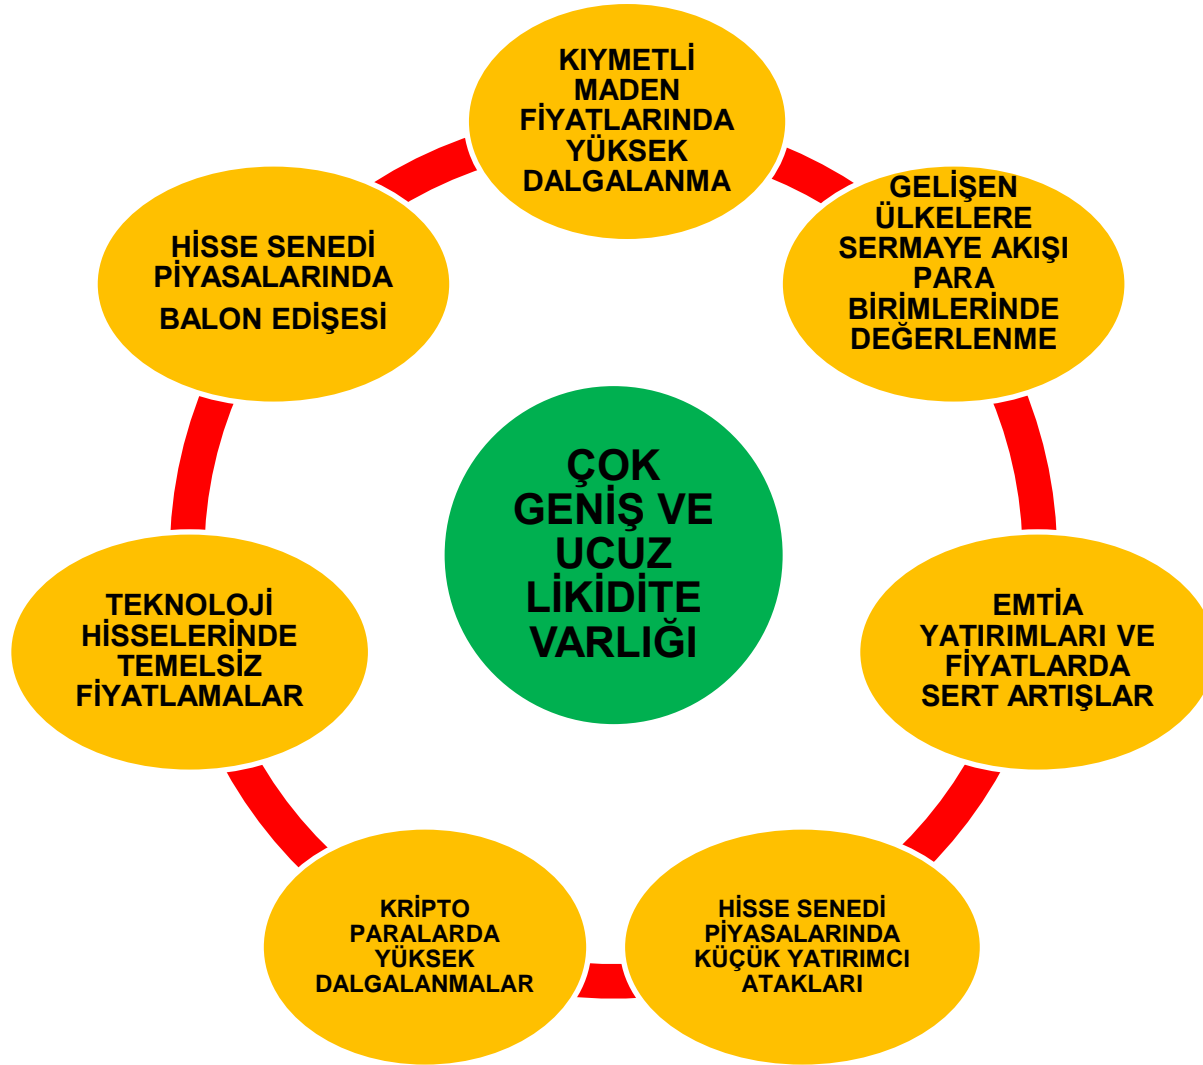 KIYMETLİ
MADEN
FİYATLARINDA
YÜKSEK
DALGALANMA
GELİŞEN
ÜLKELERE
SERMAYE AKIŞI
PARA
BİRİMLERİNDE
DEĞERLENME
EMTİA
YATIRIMLARI VE
FİYATLARDA
SERT ARTIŞLAR
HİSSE SENEDİ
PİYASALARINDA
KÜÇÜK YATIRIMCI
ATAKLARI
KRİPTO
PARALARDA
YÜKSEK
DALGALANMALAR
TEKNOLOJİ
HİSSELERİNDE
TEMELSİZ
FİYATLAMALAR
HİSSE SENEDİ
PİYASALARINDA
BALON EDİŞESİ
ÇOK
GENİŞ VE
UCUZ
LİKİDİTE
VARLIĞI